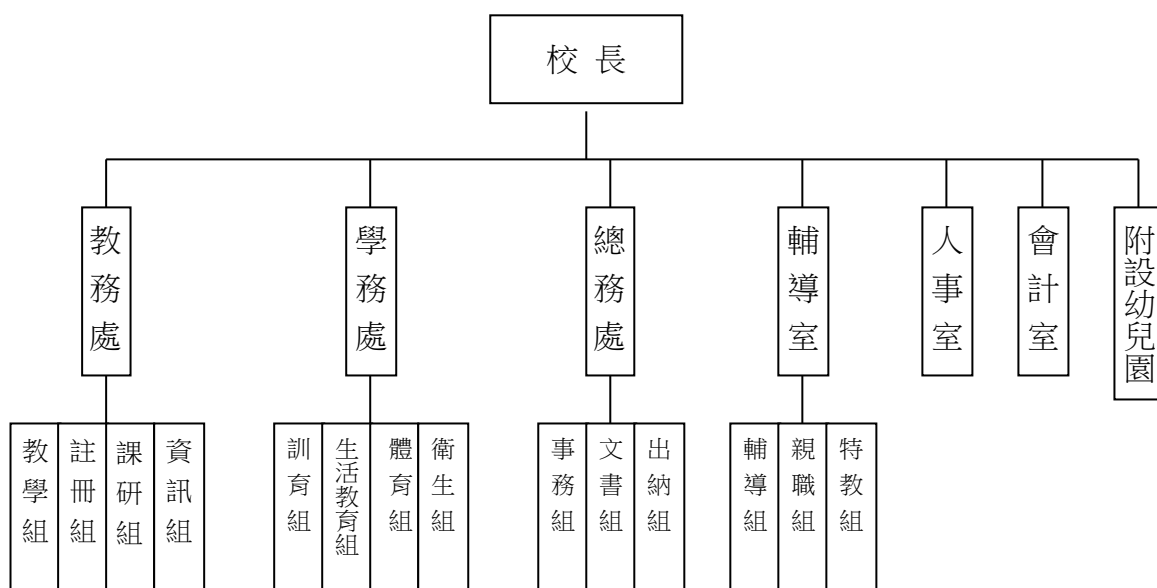 校長
教務處
學務處
總務處
輔導室
人事室
會計室
附設幼兒園
教學組
註冊組
課研組
資訊組
訓育組
生活教育組
體育組
衛生組
事務組
文書組
出納組
輔導組
親職組
特教組